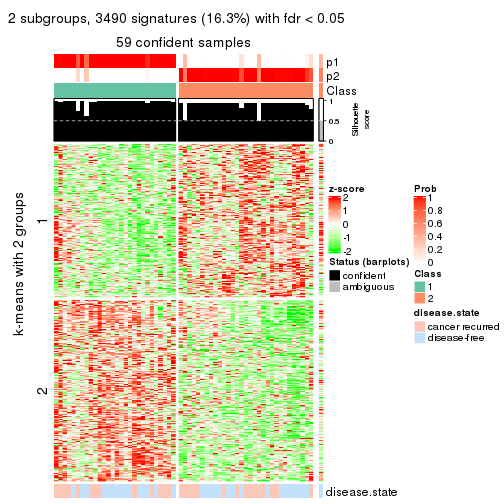 2 subgroups, 3490 signatures (16.3%) with fdr < 0.05
59 confident samples
p1
p2
Class
1
0.5
0
Silhouette
score
k-means with 2 groups
1
2
z-score
2
1
0
-1
-2
Status (barplots)
confident
ambiguous
Prob
1
0.8
0.6
0.4
0.2
0
Class
1
2
disease.state
cancer recurred
disease-free
disease.state